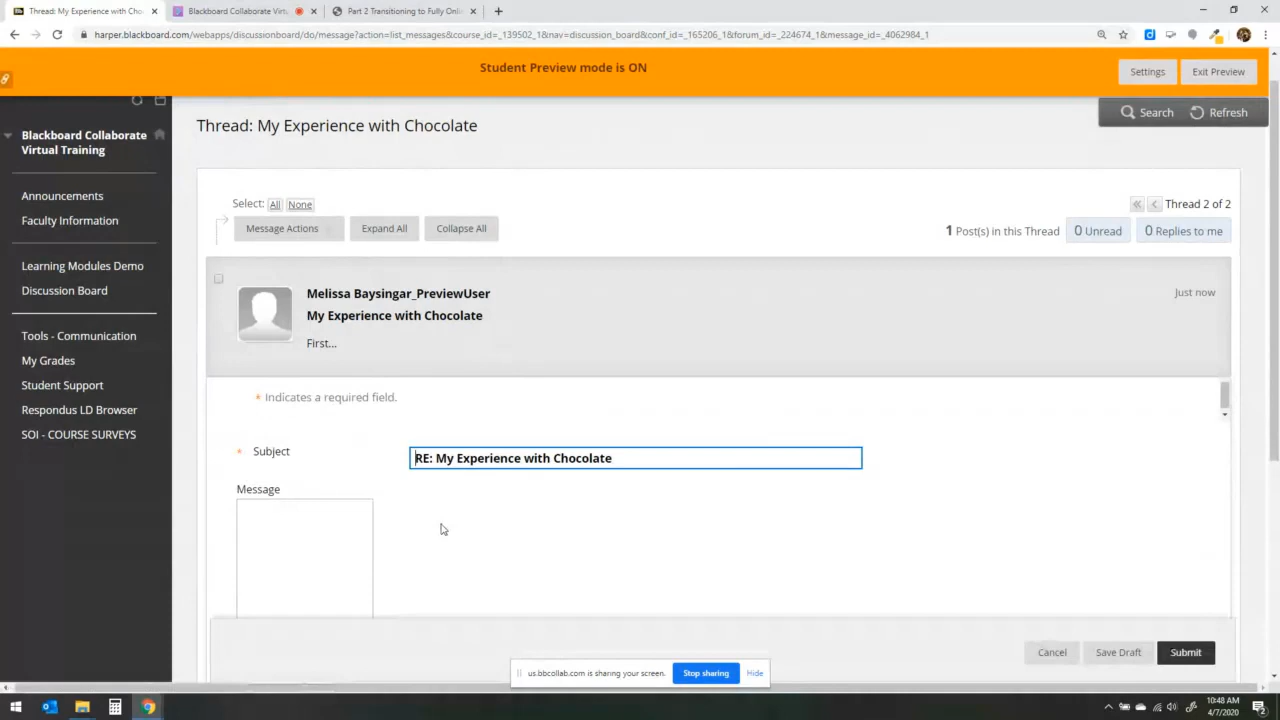 Thread: My Experience with Cho
Blackboard Collaborate Virtu
Part 2 Transitioning to Fully Onli
harper.blackboard.com/webapps/discussionboard/do/message?action=list_messages&course_id=_139502_1&nav=discussion_board&conf_id=_165206_1&forum_id=_224674_1&message_id=_4062984_1
Student Preview mode is ON
Settings
Exit Preview
Search
Refresh
Thread: My Experience with Chocolate
Blackboard Collaborate
Virtual Training
Announcements
Faculty Information
Learning Modules Demo
Discussion Board
Tools - Communication
My Grades
Student Support
Respondus LD Browser
SOI - COURSE SURVEYS
Select: All None
Thread 2 of 2
Message Actions
Expand All
Collapse All
1 Post(s) in this Thread
0 Unread
0 Replies to me
Melissa Baysingar_PreviewUser
Just now
My Experience with Chocolate
First...
* Indicates a required field.
* Subject
RE: My Experience with Chocolate
Message
Cancel
Save Draft
Submit
us.bbcollab.com is sharing your screen.
Stop sharing
Hide
10:48 AM
4/7/2020
2